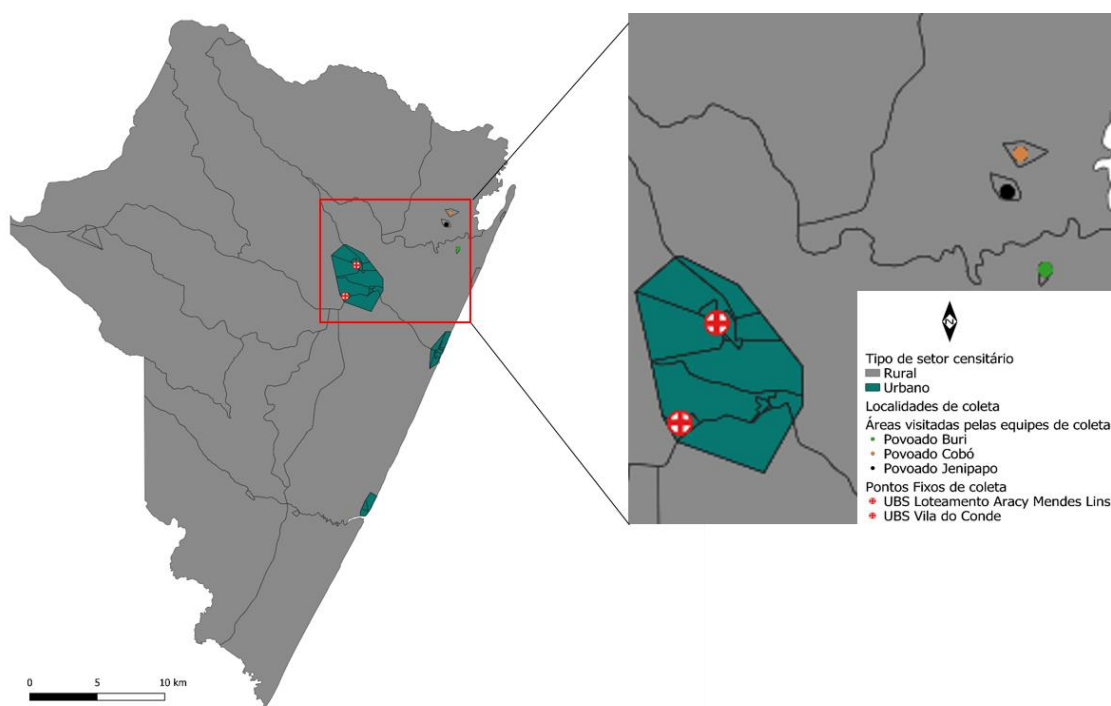 Tipo de setor censitário
Rural
Urbano
Localidades de coleta
Áreas visitadas pelas equipes de coleta
Povoado Buri
Povoado Cobó
Povoado Jenipapo
Pontos Fixos de coleta
UBS Loteamento Aracy Mendes Lins
UBS Vila do Conde
0 5 10 km